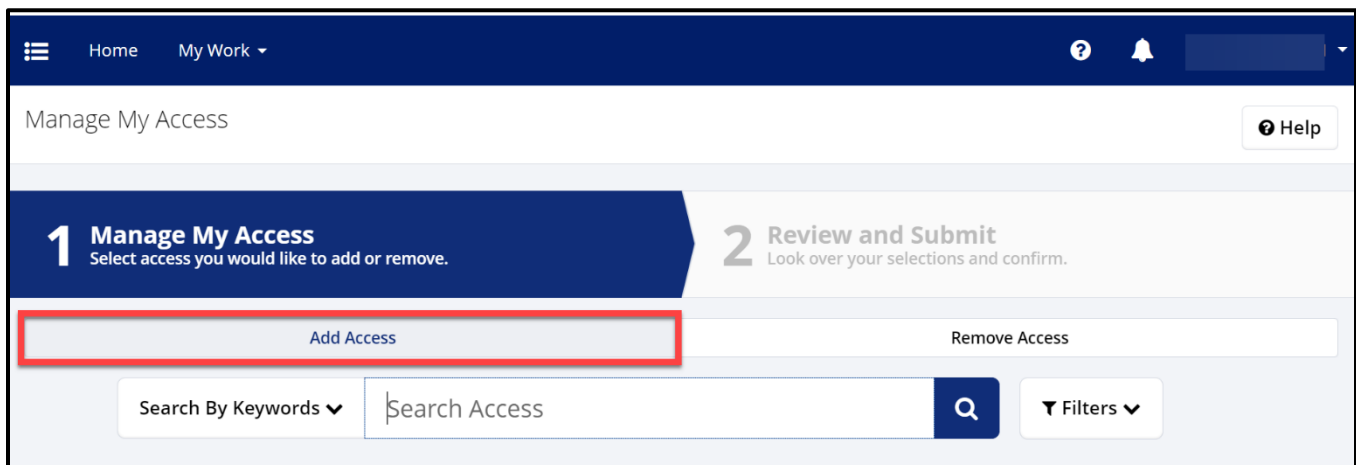 Home My Work
Manage My Access
Help
1 Manage My Access
Select access you would like to add or remove.
2 Review and Submit
Look over your selections and confirm.
Add Access Remove Access
Search By Keywords Search Access Filters